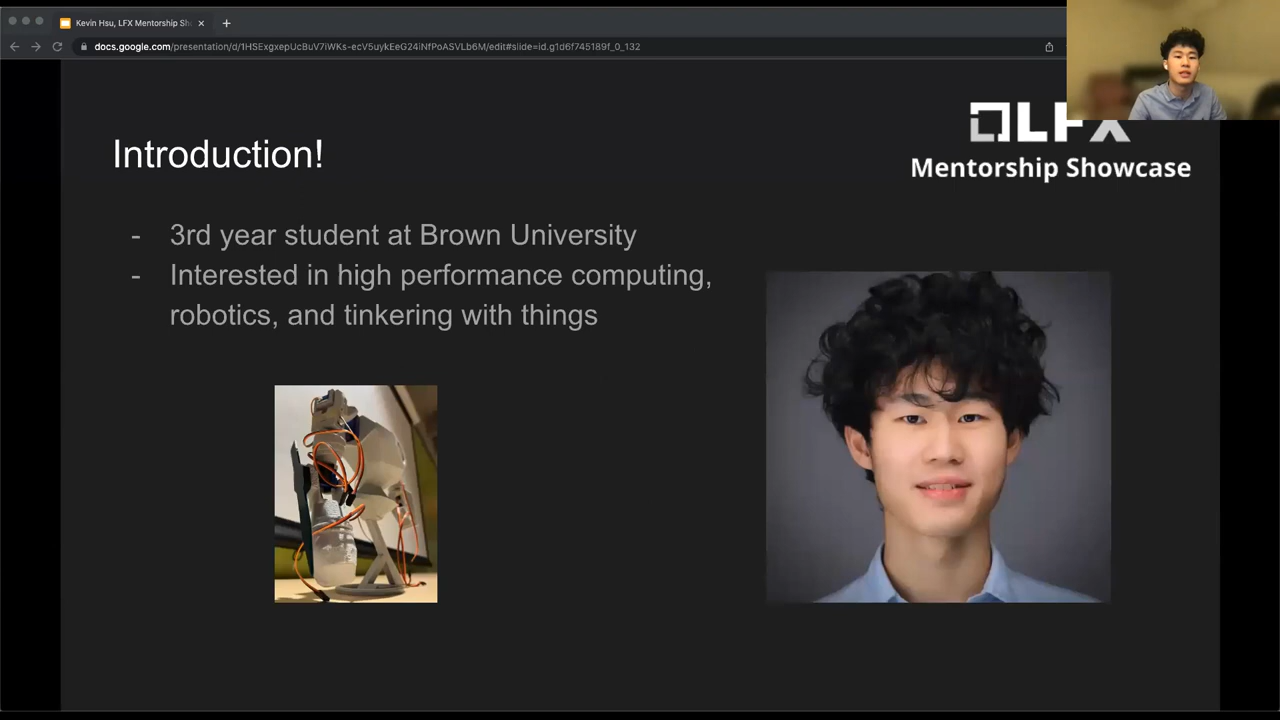 Kevin Hsu, LFX Mentorship Sh
docs.google.com/presentation/d/1HSExgxepUcBuV7iWKs-ecV5uykEeG24iNfPoASVLb6M/edit#slide=id.g1d6f745189f_0_132
LFX
Mentorship Showcase
Introduction!
- 3rd year student at Brown University
- Interested in high performance computing,
robotics, and tinkering with things